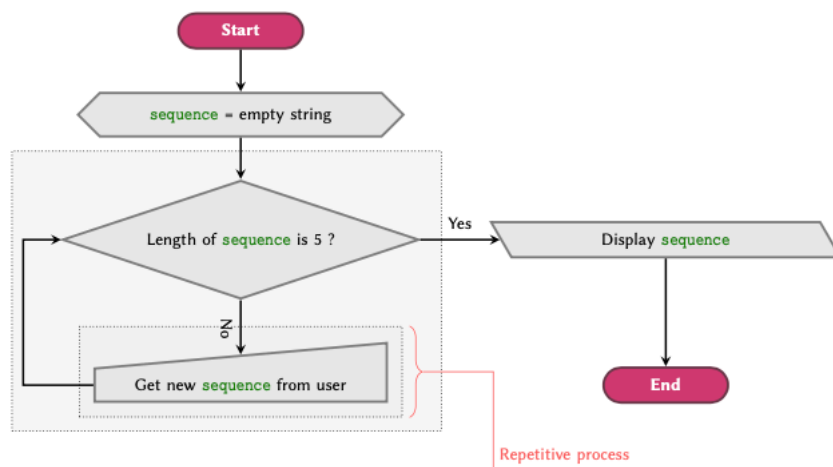 Start
sequence = empty string
Length of sequence is 5 ?
Yes
Display sequence
No
Get new sequence from user
End
Repetitive process